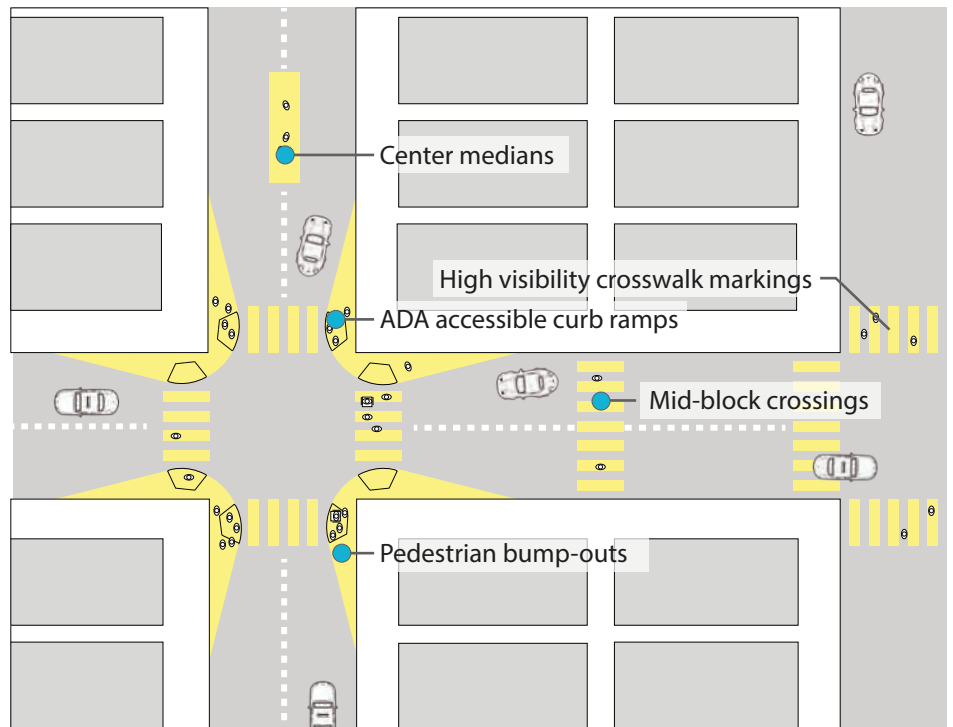 Center medians
High visibility crosswalk markings
ADA accessible curb ramps
Mid-block crossings
Pedestrian bump-outs